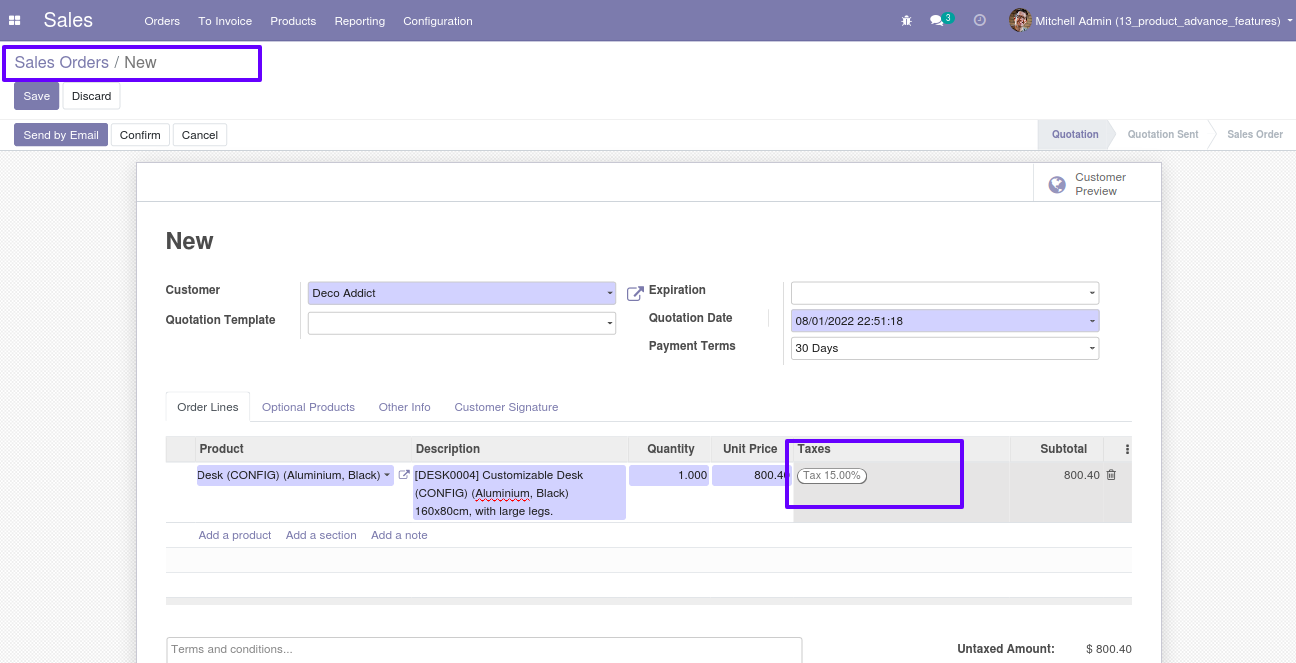 Sales Orders To Invoice Products Reporting Configuration 3 Mitchell Admin (13_product_advance_features)
Sales Orders / New
Save Discard
Send by Email Confirm Cancel Quotation Quotation Sent Sales Order
Customer
Preview
New
Customer Deco Addict Expiration
Quotation Template Quotation Date 08/01/2022 22:51:18
Payment Terms 30 Days
Order Lines Optional Products Other Info Customer Signature
Product Description Quantity Unit Price Taxes Subtotal
Desk (CONFIG) (Aluminium, Black) [DESK0004] Customizable Desk 1.000 800.40 Tax 15.00% 800.40
(CONFIG) (Aluminium, Black)
160x80cm, with large legs.
Add a product Add a section Add a note
Terms and conditions... Untaxed Amount: $ 800.40